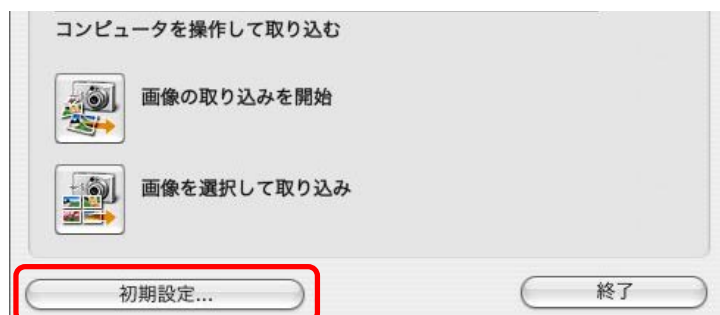 コンピュータを操作して取り込む
画像の取り込みを開始
画像を選択して取り込み
初期設定...
終了